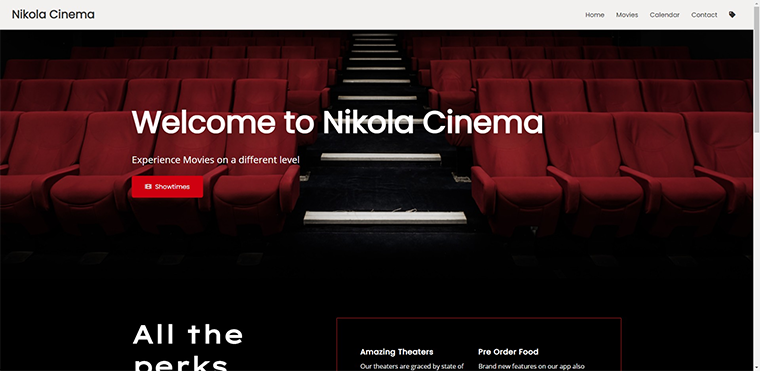 Nikola Cinema
Home Movies Calendar Contact
Welcome to Nikola Cinema
Experience Movies on a different level
Showtimes
All the
perks
Amazing Theaters
Our theaters are graced by state of
Pre Order Food
Brand new features on our app also